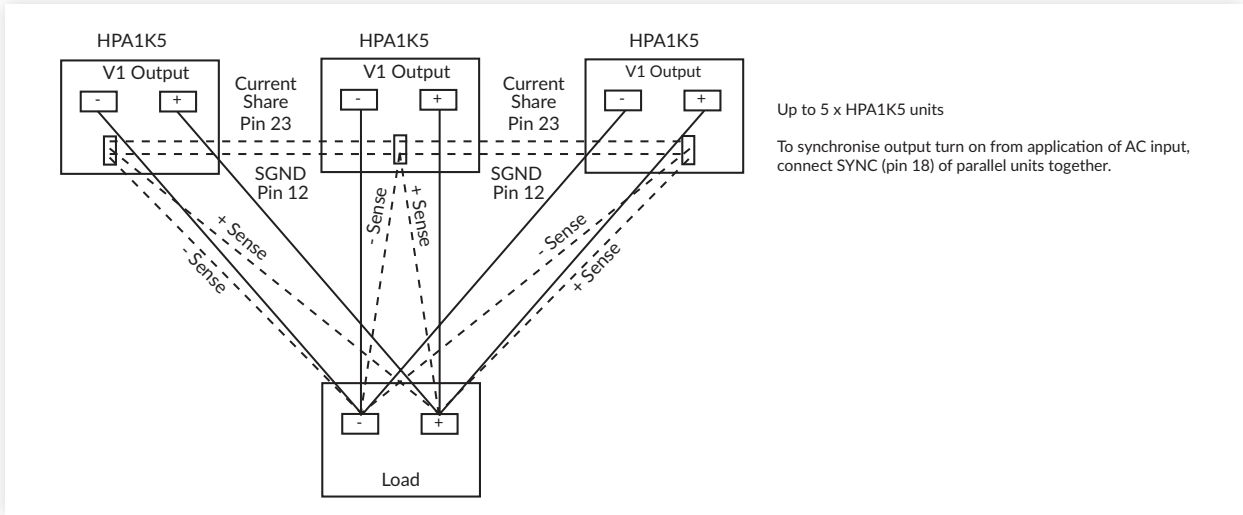 HPA1K5
HPA1K5
HPA1K5
V1 Output
V1 Output
V1 Output
-
+
-
+
-
+
Current
Share
Pin 23
Current
Share
Pin 23
SGND
Pin 12
SGND
Pin 12
+ Sense
- Sense
- Sense
+ Sense
- Sense
+ Sense
-
+
Load
Up to 5 x HPA1K5 units
To synchronise output turn on from application of AC input,
connect SYNC (pin 18) of parallel units together.